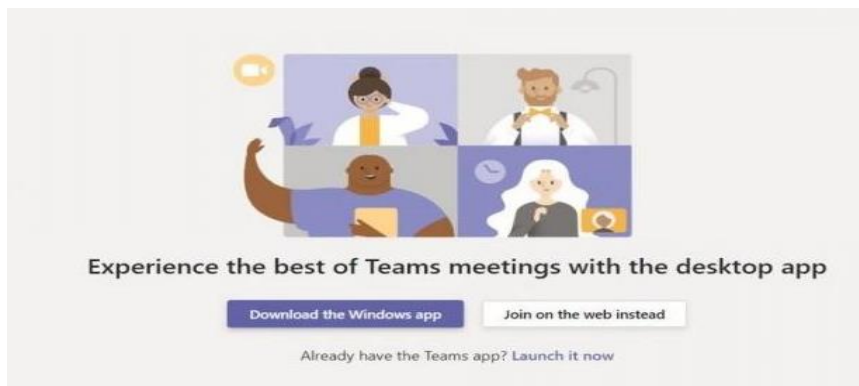 Experience the best of Teams meetings with the desktop app
Download the Windows app
Join on the web instead
Already have the Teams app? Launch it now